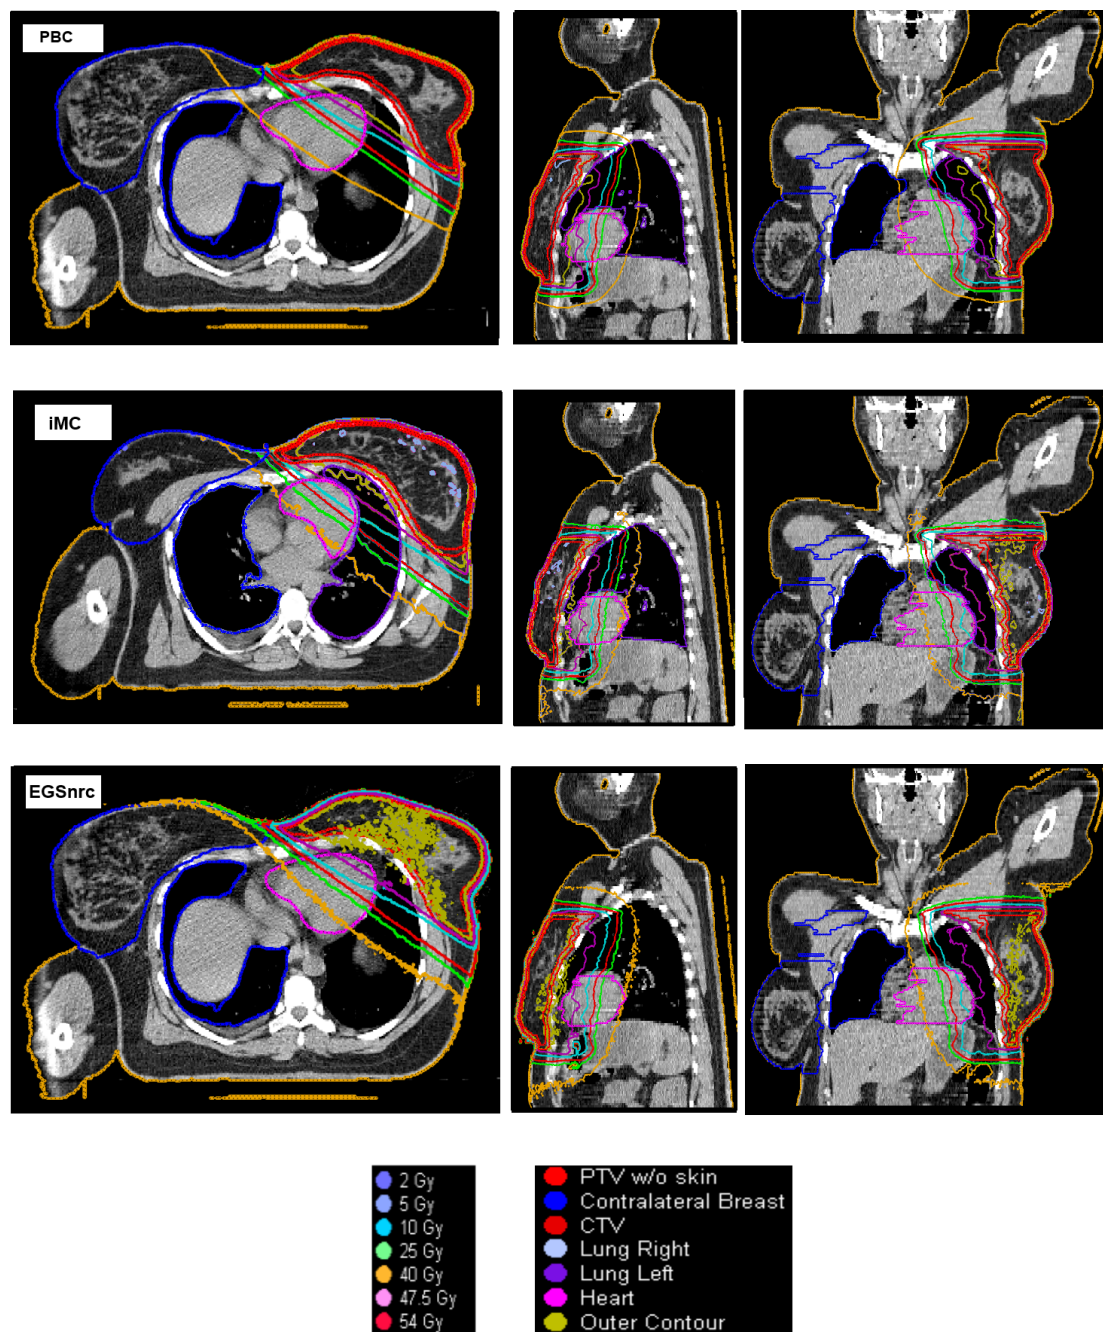 PBC
iMC
EGSnrc
2 Gy
5 Gy
10 Gy
25 Gy
40 Gy
47.5 Gy
54 Gy
PTV w/o skin
Contralateral Breast
CTV
Lung Right
Lung Left
Heart
Outer Contour